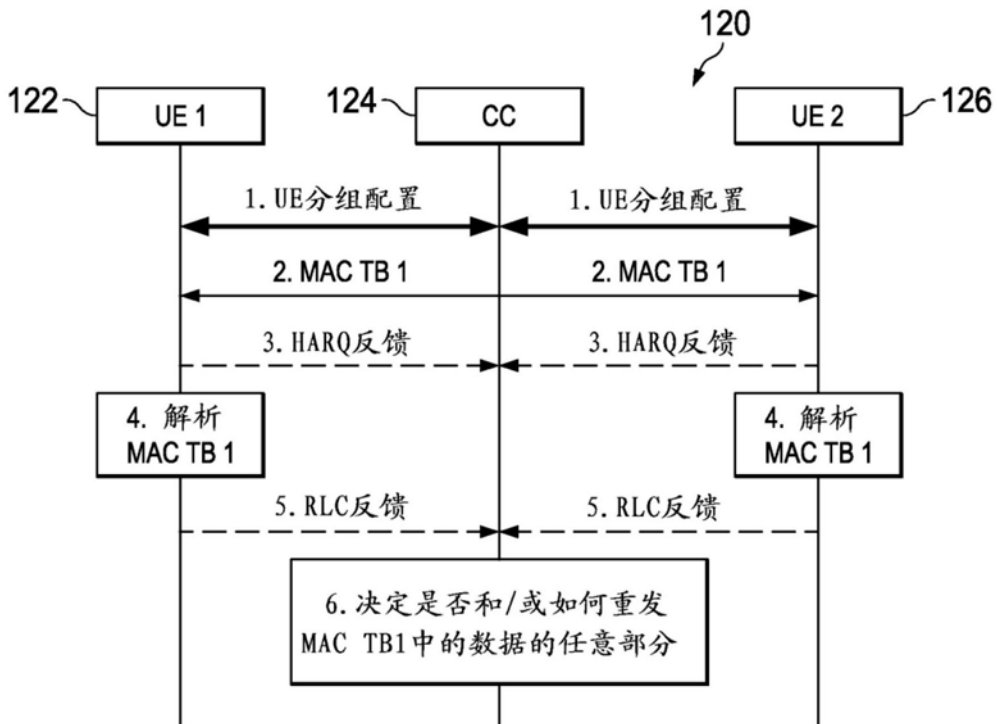 120
122
UE 1
124
CC
UE 2
126
1.UE分组配置
1.UE分组配置
2. MAC TB 1
2. MAC TB 1
3.HARQ反馈
3.HARQ反馈
4. 解析
MAC TB 1
4. 解析
MAC TB 1
5.RLC反馈
5.RLC反馈
6.决定是否和/或如何重发
MAC TB1中的数据的任意部分